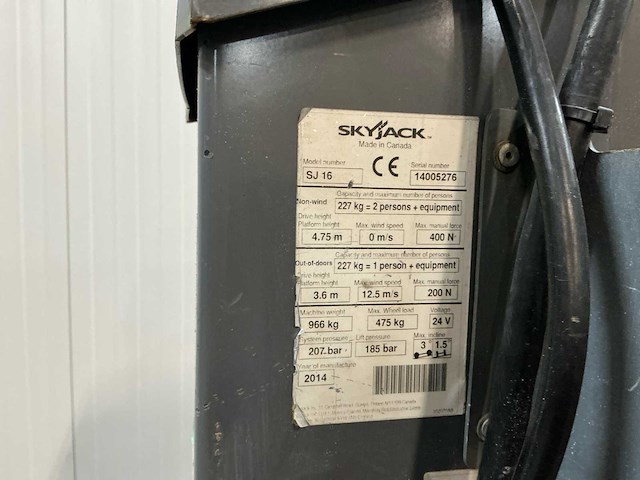 SKYJACK™
Made in Canada
Model number CE Serial number
SJ 16 14005276
Capacity and maximum number of persons
Non-wind 227 kg = 2 persons + equipment
Drive height
Platform height Max. wind speed Max. manual force
4.75 m 0 m/s 400 N
Capacity and maximum number of persons
Out-of-doors 227 kg = 1 person + equipment
Drive height
Platform height Max. wind speed Max. manual force
3.6 m 12.5 m/s 200 N
Machine weight Max. Wheel load Voltage
966 kg 475 kg 24 V
System pressure Lift pressure Max. incline
207 bar 185 bar 3 1.5
Year of manufacture
2014